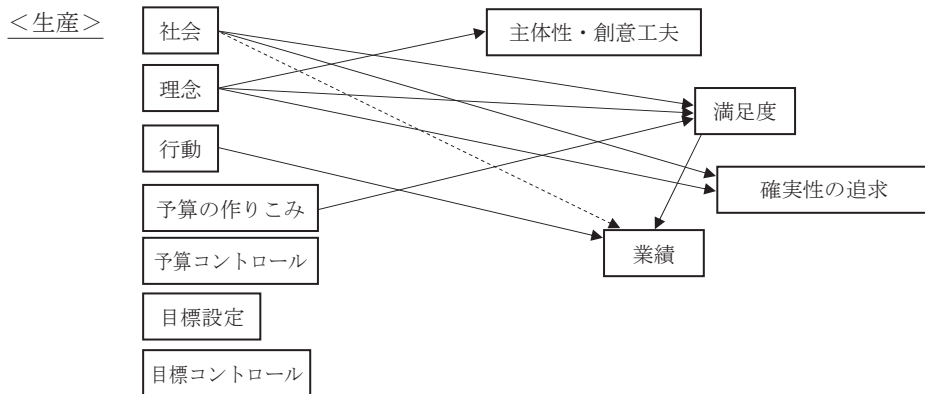 <生産>
社会
主体性・創意工夫
理念
満足度
行動
確実性の追求
予算の作りこみ
業績
予算コントロール
目標設定
目標コントロール